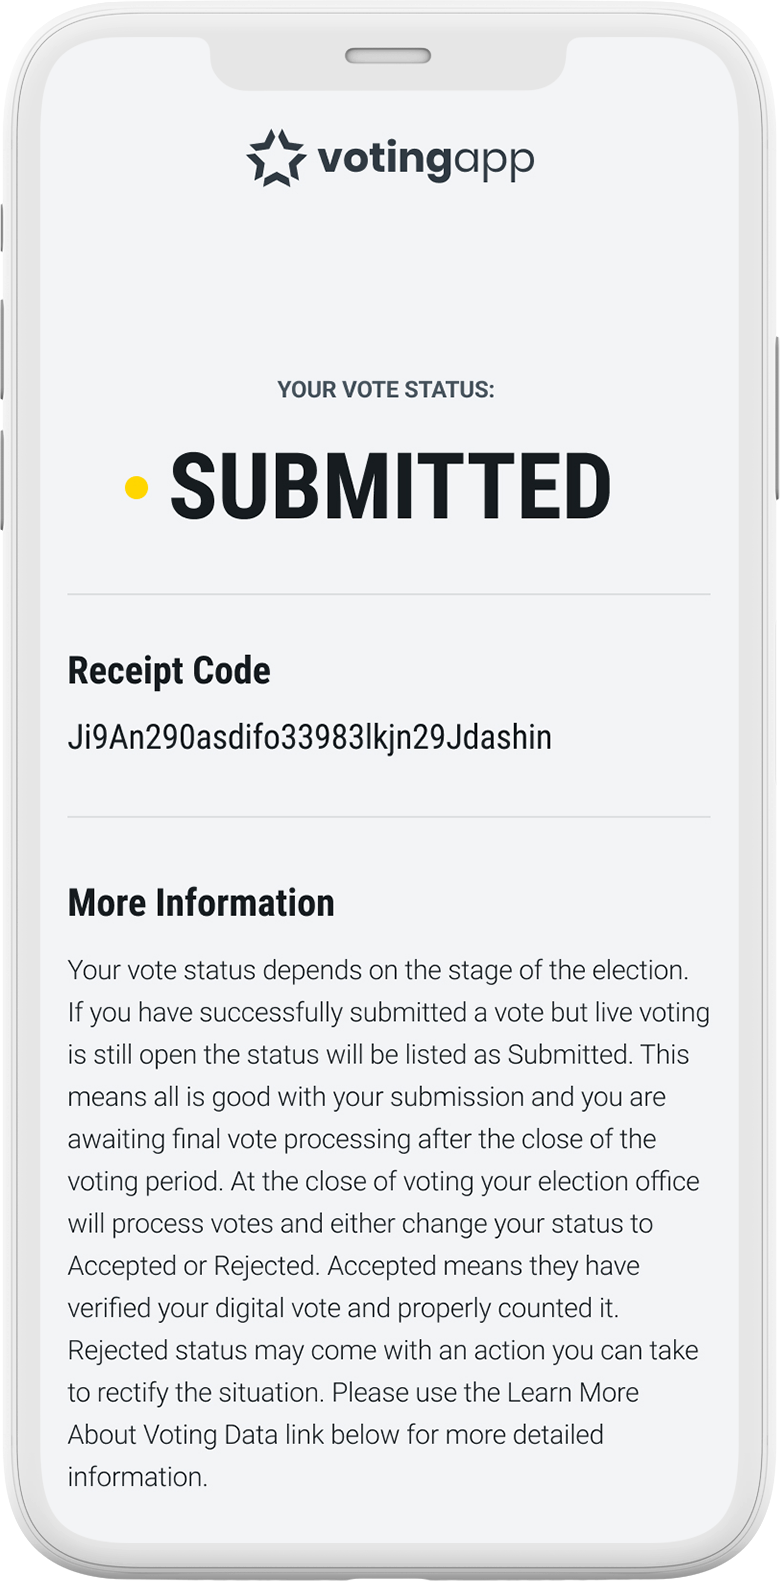 votingapp
YOUR VOTE STATUS:
SUBMITTED
Receipt Code
Ji9An290asdifo33983lkjn29Jdashin
More Information
Your vote status depends on the stage of the election.
If you have successfully submitted a vote but live voting
is still open the status will be listed as Submitted. This
means all is good with your submission and you are
awaiting final vote processing after the close of the
voting period. At the close of voting your election office
will process votes and either change your status to
Accepted or Rejected. Accepted means they have
verified your digital vote and properly counted it.
Rejected status may come with an action you can take
to rectify the situation. Please use the Learn More
About Voting Data link below for more detailed
information.